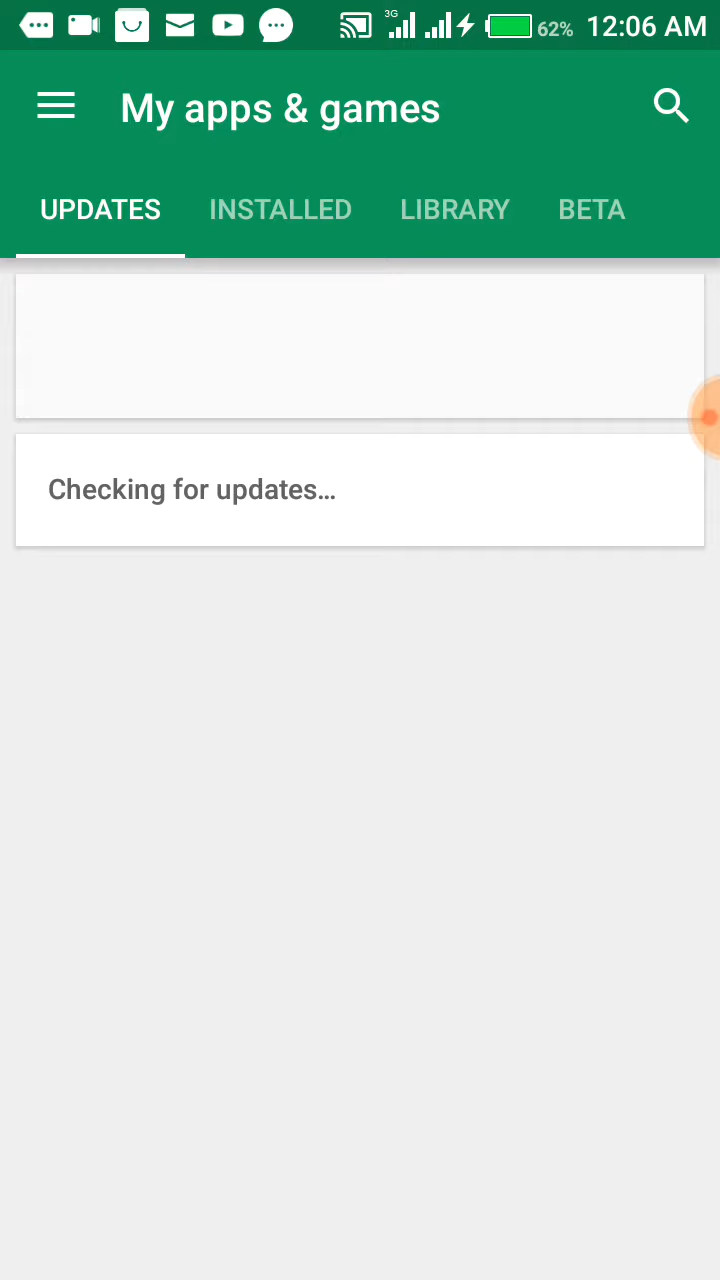 3G 62% 12:06 AM
My apps & games
UPDATES INSTALLED LIBRARY BETA
Checking for updates...